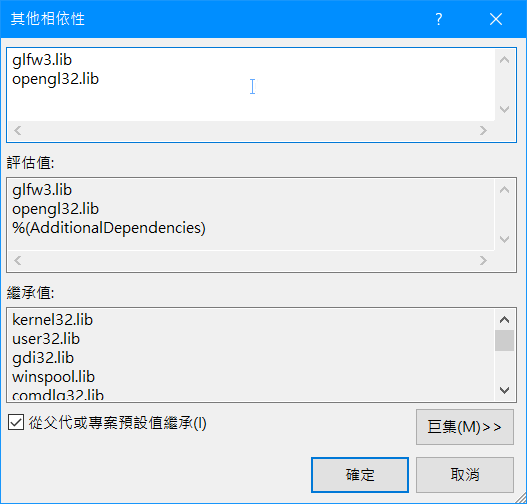 其他相依性
glfw3.lib
opengl32.lib
評估值:
glfw3.lib
opengl32.lib
%(AdditionalDependencies)
繼承值:
kernel32.lib
user32.lib
gdi32.lib
winspool.lib
comdlg32.lib
從父代或專案預設值繼承(I)
巨集(M)>>
確定
取消